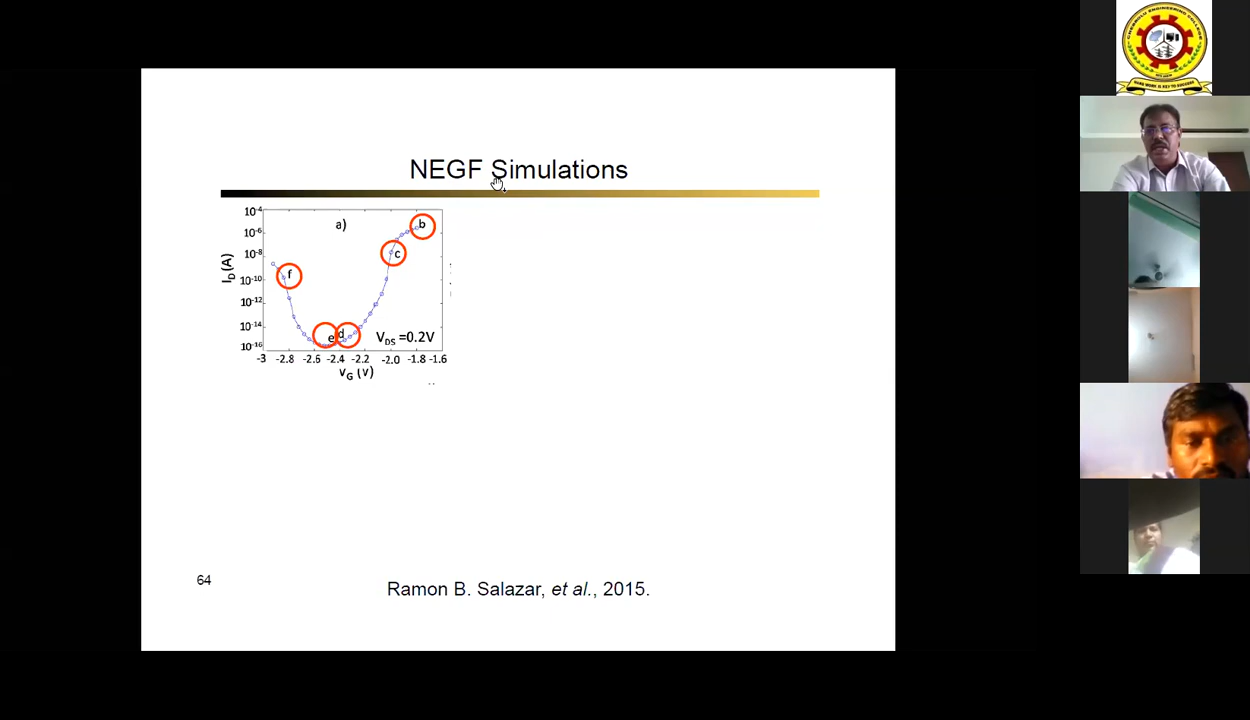 NEGF Simulations
a)
b
c
f
e
d
V_DS =0.2V
I_D (A)
10^-4
10^-6
10^-8
10^-10
10^-12
10^-14
10^-16
-3 -2.8 -2.6 -2.4 -2.2 -2.0 -1.8 -1.6
V_G (V)
64
Ramon B. Salazar, et al., 2015.